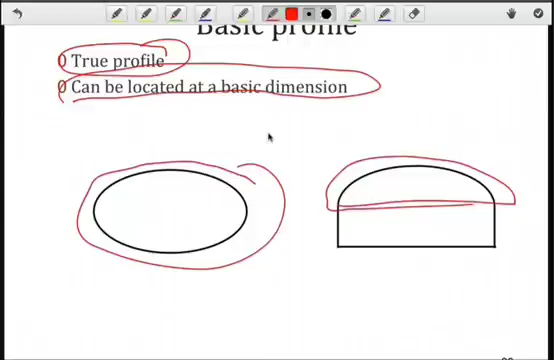 Basic profile
True profile
Can be located at a basic dimension